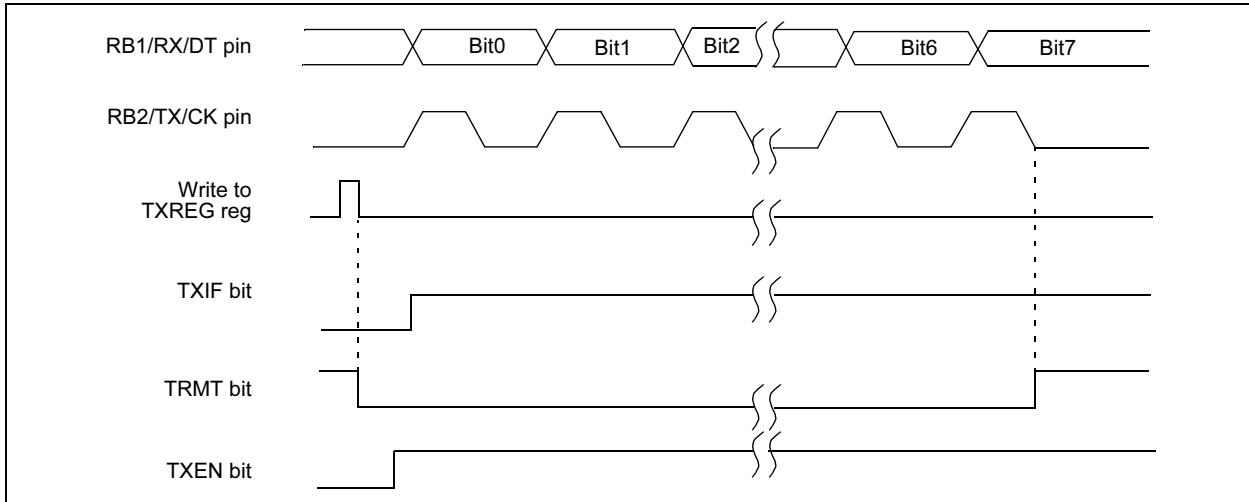 RB1/RX/DT pin
Bit0
Bit1
Bit2
Bit6
Bit7
RB2/TX/CK pin
Write to
TXREG reg
TXIF bit
TRMT bit
TXEN bit